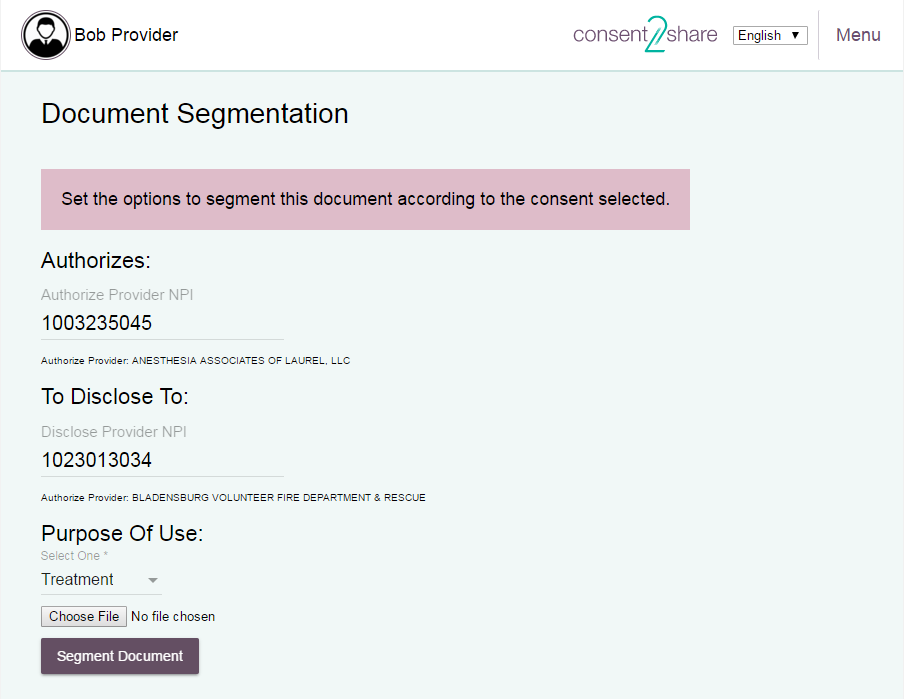 Bob Provider
consent2share
English
Menu
Document Segmentation
Set the options to segment this document according to the consent selected.
Authorizes:
Authorize Provider NPI
1003235045
Authorize Provider: ANESTHESIA ASSOCIATES OF LAUREL, LLC
To Disclose To:
Disclose Provider NPI
1023013034
Authorize Provider: BLADENSBURG VOLUNTEER FIRE DEPARTMENT & RESCUE
Purpose Of Use:
Select One *
Treatment
Choose File No file chosen
Segment Document